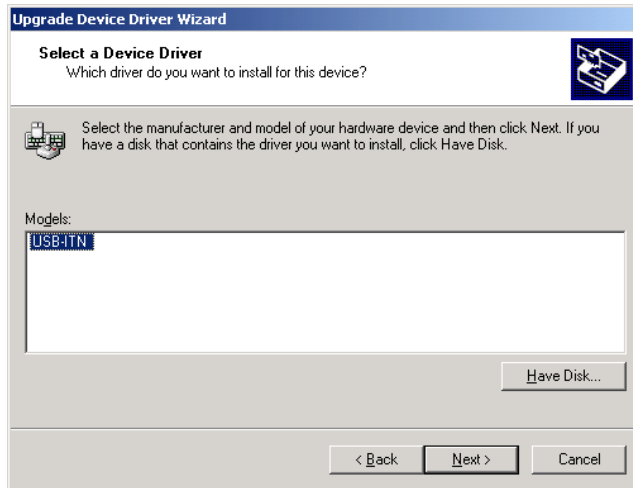 Upgrade Device Driver Wizard
Select a Device Driver
Which driver do you want to install for this device?
Select the manufacturer and model of your hardware device and then click Next. If you
have a disk that contains the driver you want to install, click Have Disk.
Models:
USB-ITN
Have Disk...
< Back
Next >
Cancel